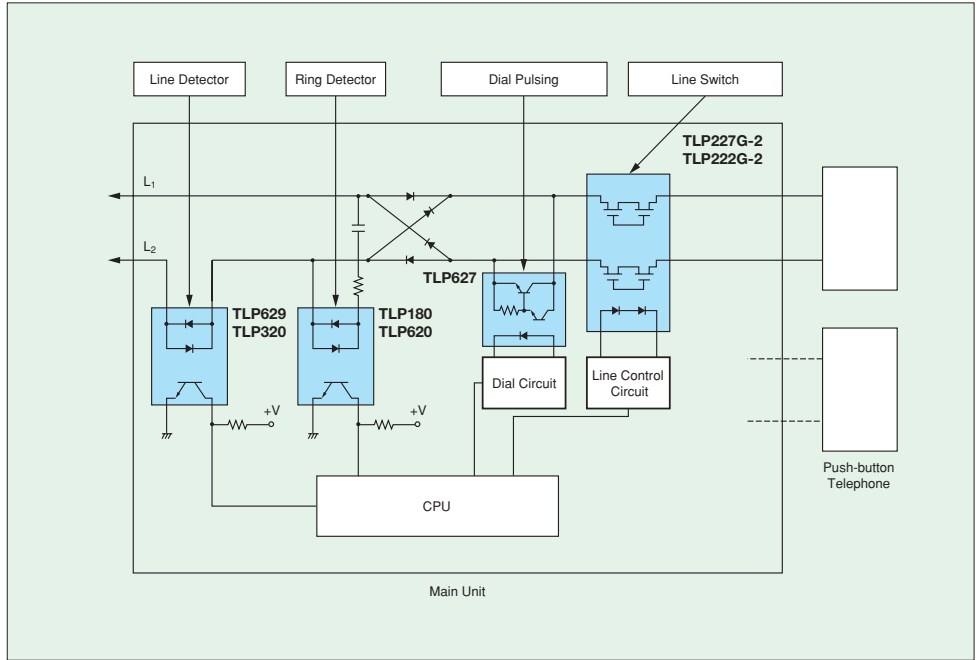 Line Detector
Ring Detector
Dial Pulsing
Line Switch
TLP227G-2
TLP222G-2
L1
L2
TLP627
TLP629
TLP320
TLP180
TLP620
Dial Circuit
Line Control
Circuit
+V
+V
CPU
Push-button
Telephone
Main Unit